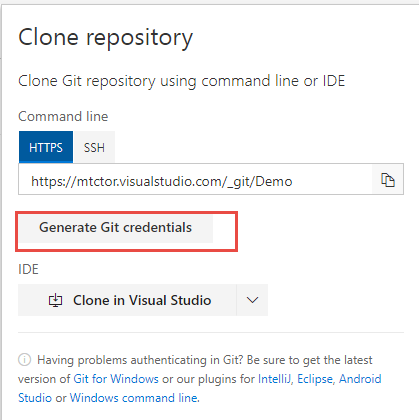 Clone repository
Clone Git repository using command line or IDE
Command line
HTTPS SSH
https://mtctor.visualstudio.com/_git/Demo
Generate Git credentials
IDE
Clone in Visual Studio
Having problems authenticating in Git? Be sure to get the latest
version of Git for Windows or our plugins for IntelliJ, Eclipse, Android
Studio or Windows command line.